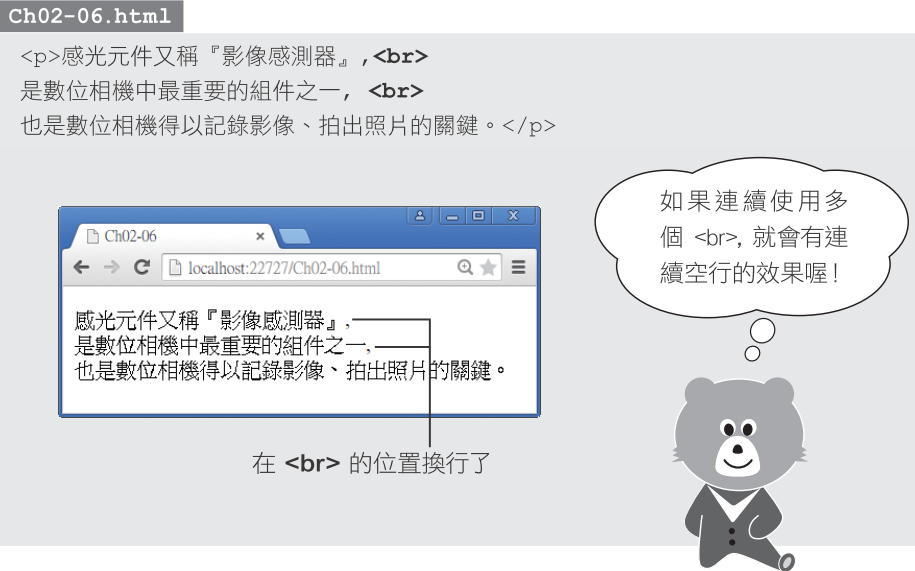 Ch02-06.html
<p>感光元件又稱『影像感測器』,<br>
是數位相機中最重要的組件之一, <br>
也是數位相機得以記錄影像、拍出照片的關鍵。</p>
Ch02-06
localhost:22727/Ch02-06.html
感光元件又稱『影像感測器』,
是數位相機中最重要的組件之一,
也是數位相機得以記錄影像、拍出照片的關鍵。
在 <br> 的位置換行了
如果連續使用多
個 <br>, 就會有連
續空行的效果喔!